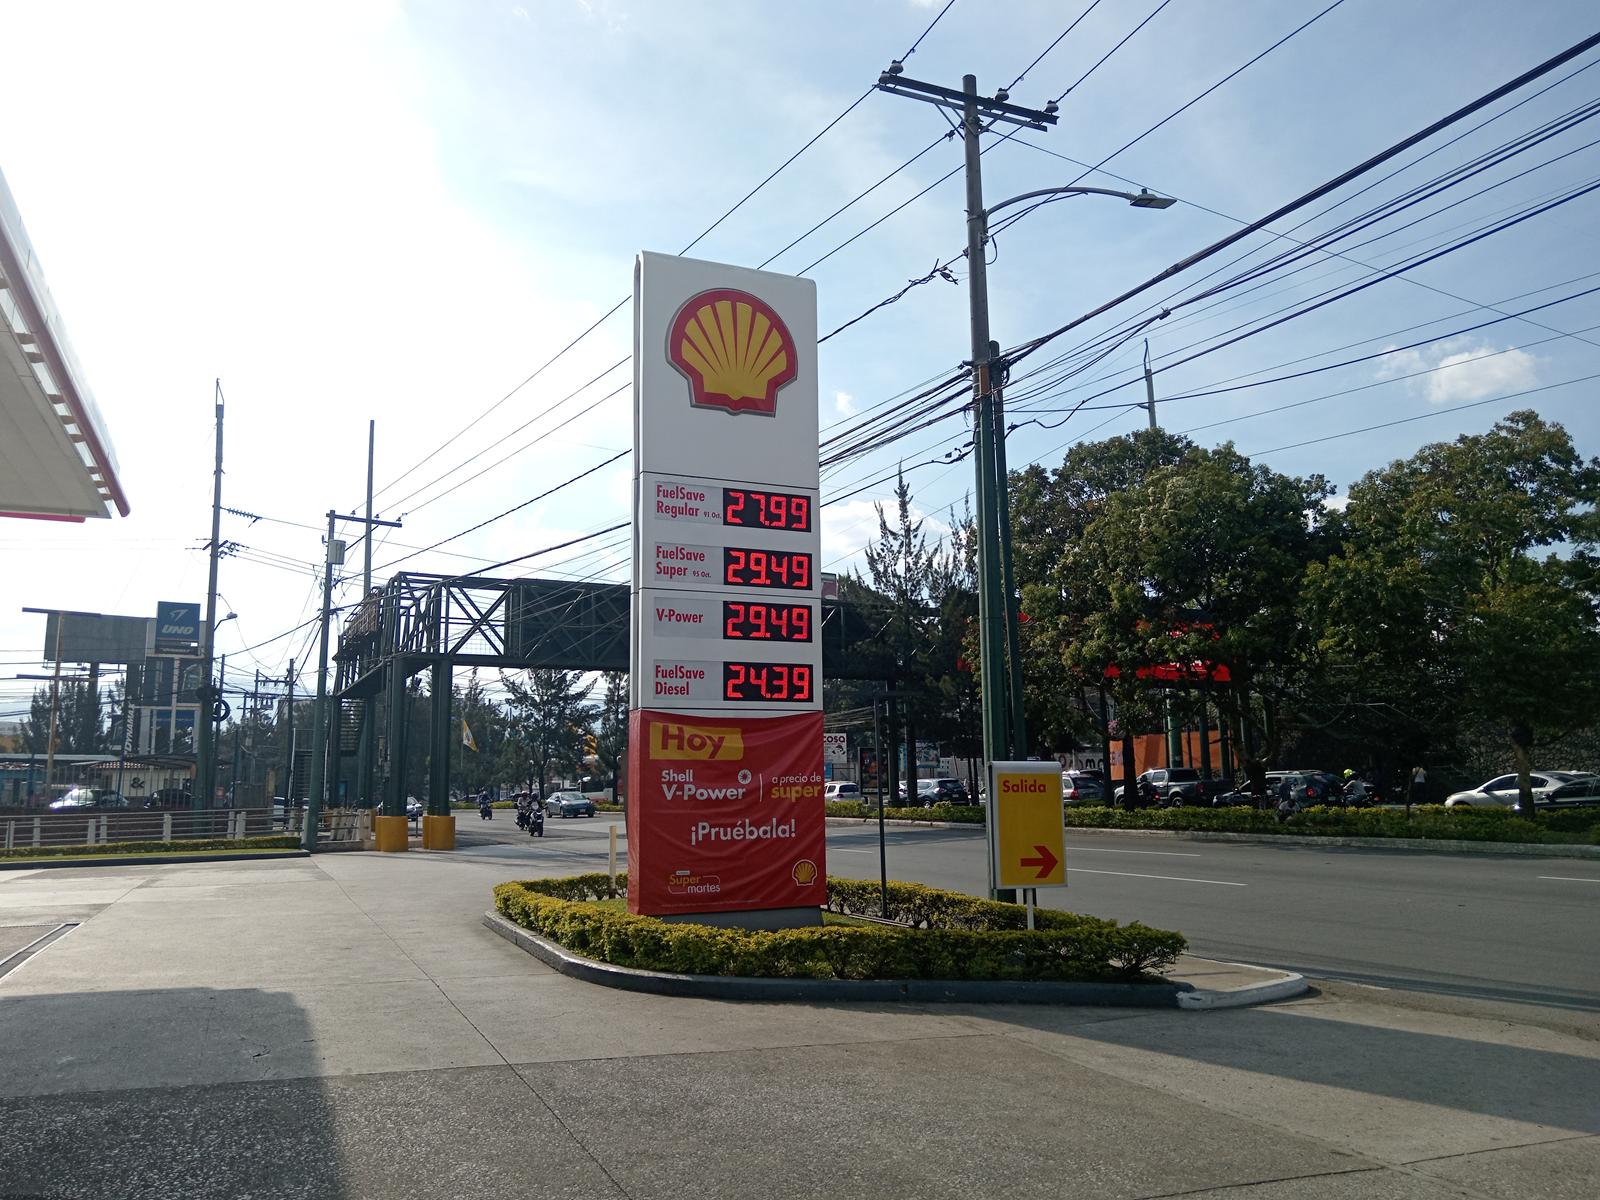 FuelSave
Regular 91 Oct.
27.99
FuelSave
Super 95 Oct.
29.49
V-Power
29.49
FuelSave
Diesel
24.39
Hoy
Shell
V-Power
a precio de
súper
¡Pruébala!
Super
martes
Salida
UNO
&